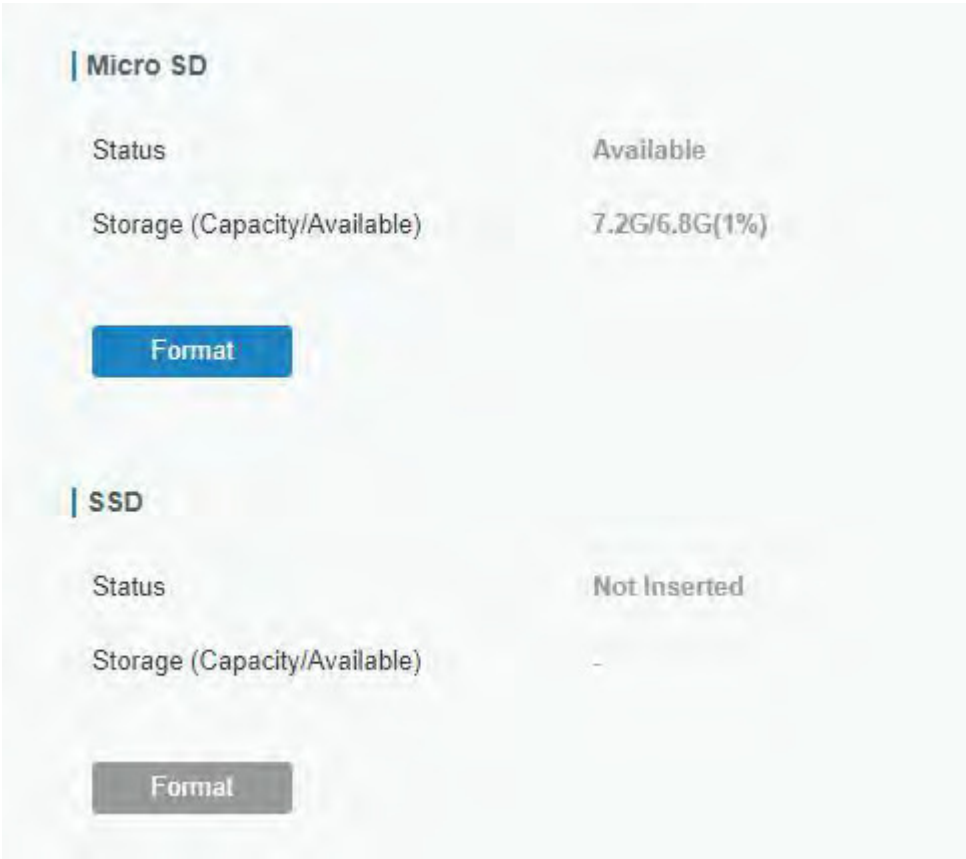 Micro SD
Status Available
Storage (Capacity/Available) 7.2G/6.8G(1%)
Format
SSD
Status Not Inserted
Storage (Capacity/Available) -
Format